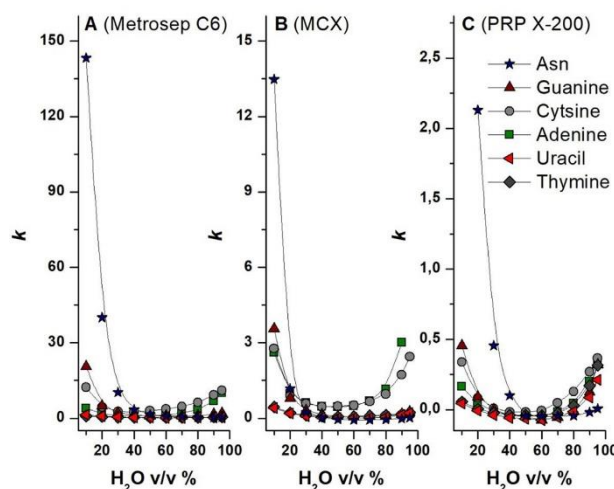 A (Metrosep C6)
150
120
90
60
30
0
k
0 20 40 60 80 100
H₂O v/v %
B (MCX)
15
12
9
6
3
0
k
0 20 40 60 80 100
H₂O v/v %
C (PRP X-200)
2,5
2,0
1,5
1,0
0,5
0,0
k
0 20 40 60 80 100
H₂O v/v %
Asn
Guanine
Cytsine
Adenine
Uracil
Thymine